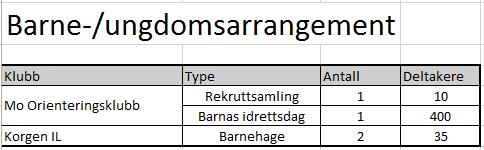 Barne-/ungdomsarrangement
Klubb Type Antall Deltakere
Mo Orienteringsklubb Rekruttsamling 1 10
Barnas idrettsdag 1 400
Korgen IL Barnehage 2 35